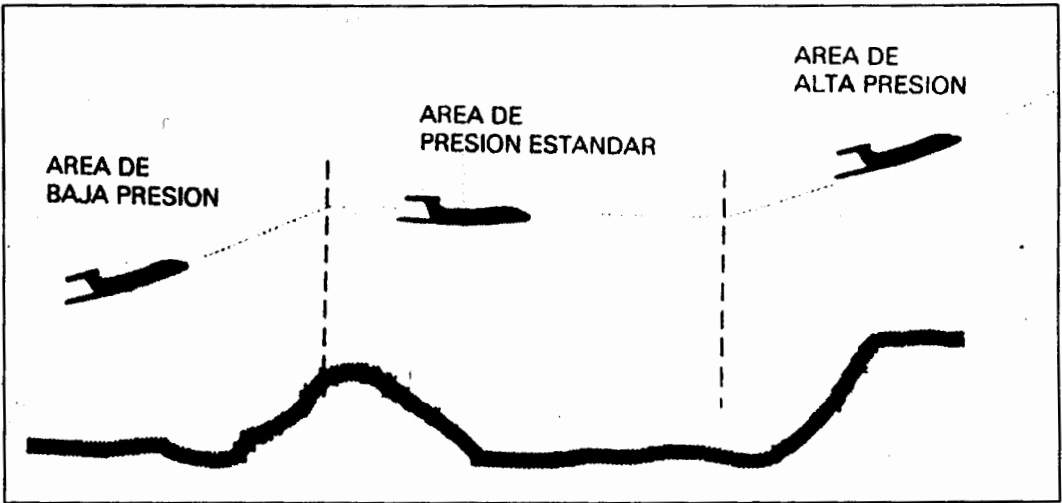 AREA DE
BAJA PRESION
AREA DE
PRESION ESTANDAR
AREA DE
ALTA PRESION